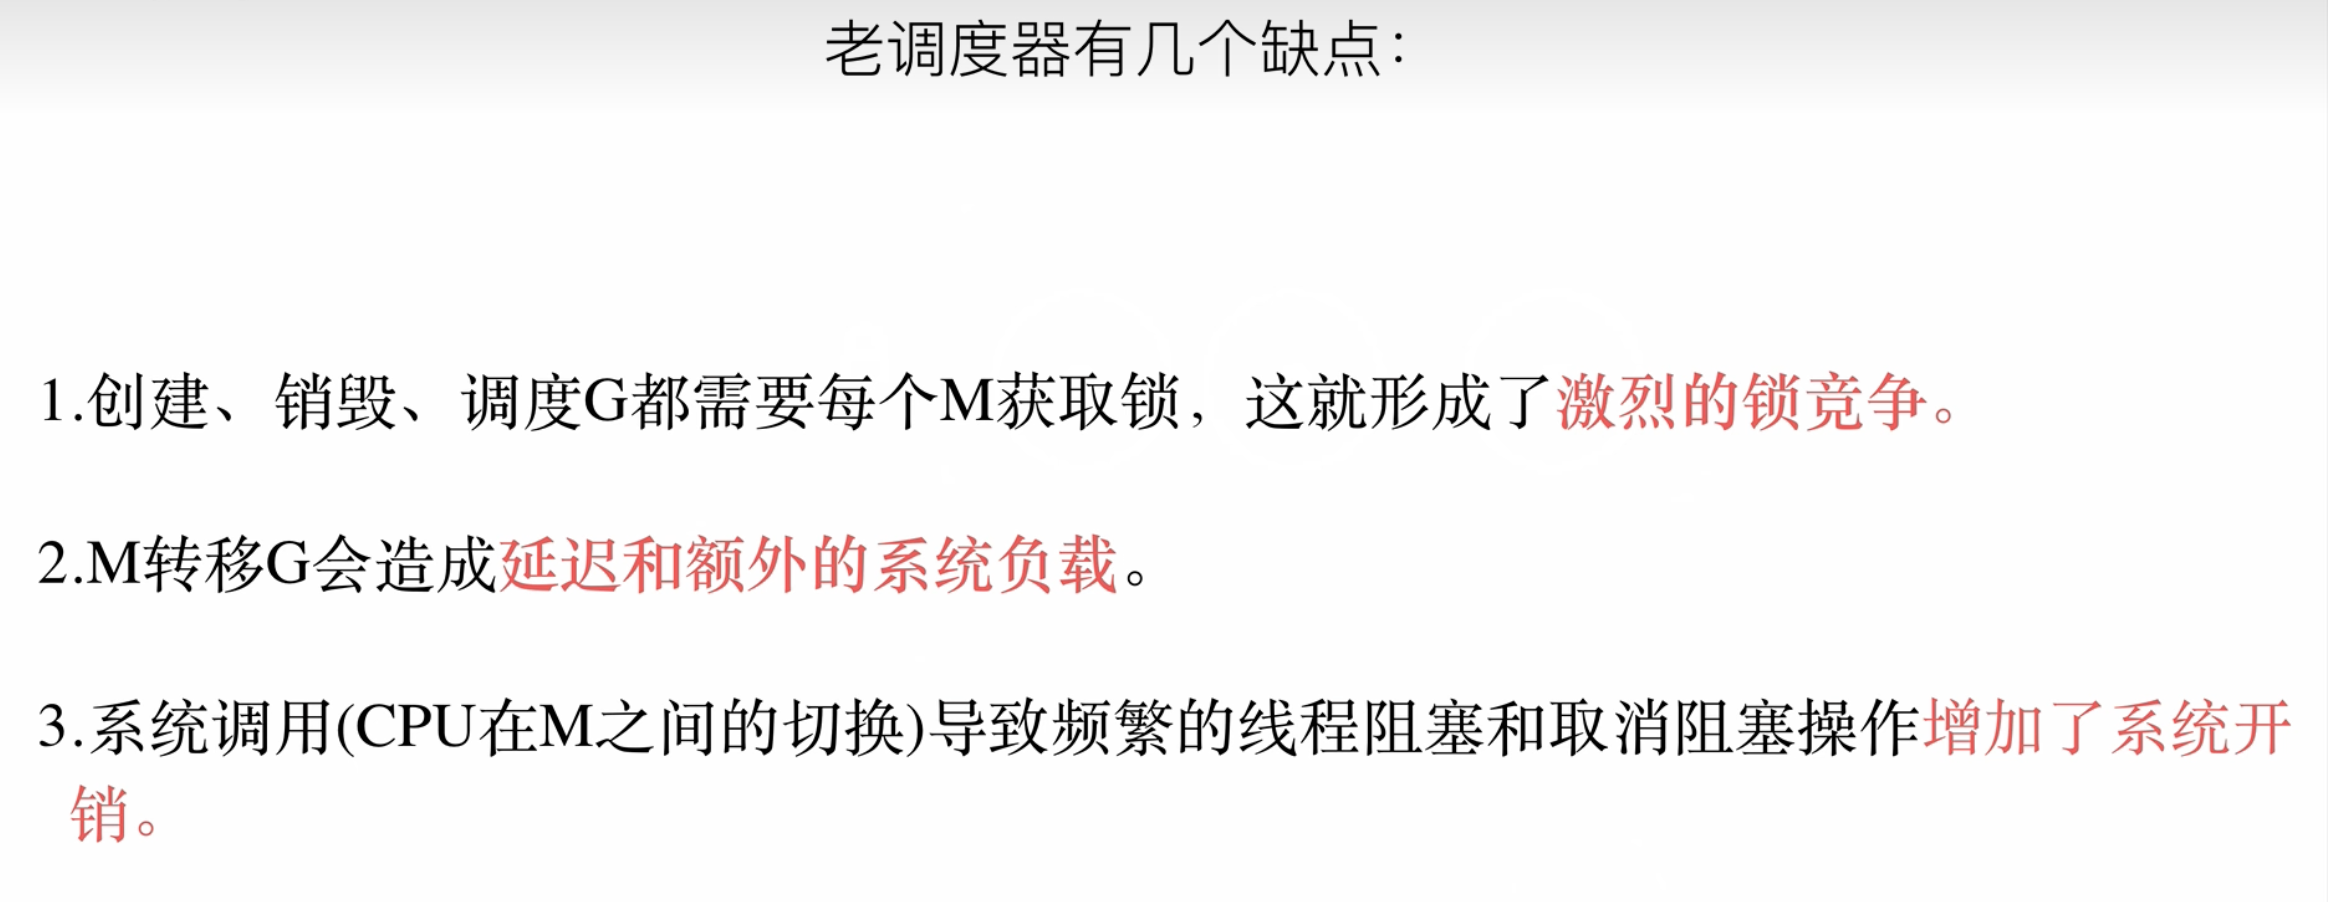 老调度器有几个缺点：
1.创建、销毁、调度G都需要每个M获取锁，这就形成了激烈的锁竞争。
2.M转移G会造成延迟和额外的系统负载。
3.系统调用(CPU在M之间的切换)导致频繁的线程阻塞和取消阻塞操作增加了系统开
销。